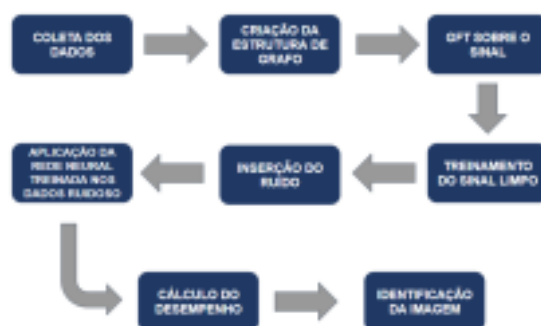 COLETA DOS
DADOS
CRIAÇÃO DA
ESTRUTURA DE
GRAFO
GFT SOBRE O
SINAL
TREINAMENTO
DO SINAL LIMPO
INSERÇÃO DO
RUÍDO
APLICAÇÃO DA
REDE NEURAL
TREINADA NOS
DADOS RUIDOSO
CÁLCULO DO
DESEMPENHO
IDENTIFICAÇÃO
DA IMAGEM